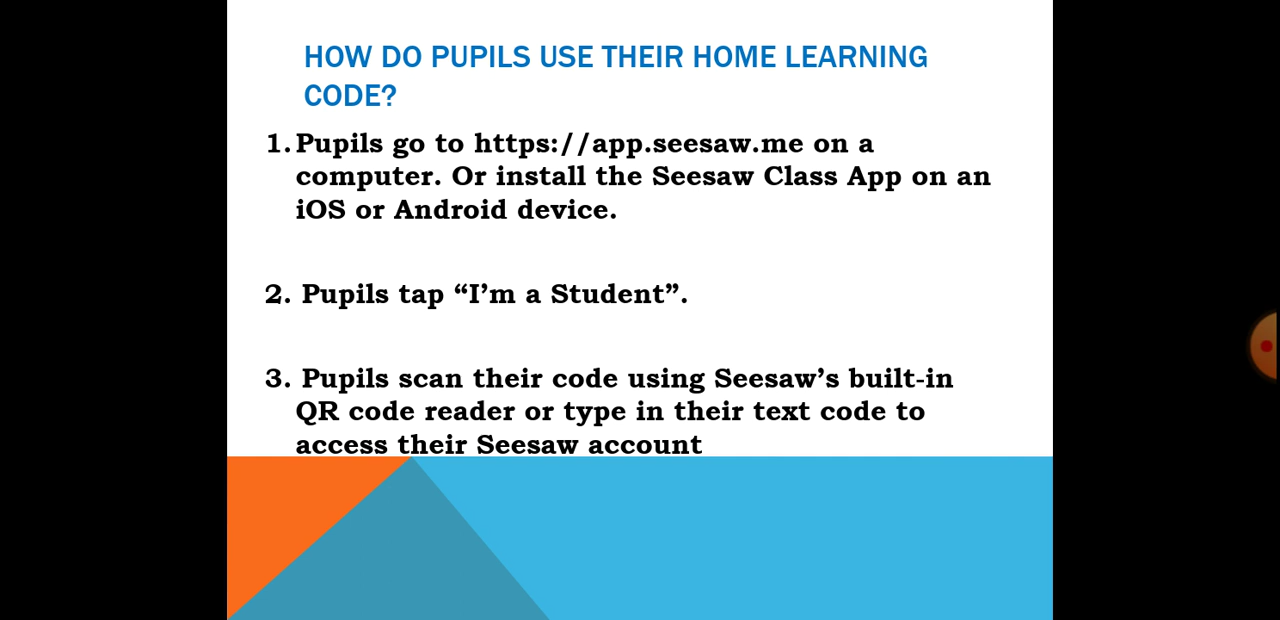 HOW DO PUPILS USE THEIR HOME LEARNING
CODE?
1. Pupils go to https://app.seesaw.me on a
computer. Or install the Seesaw Class App on an
iOS or Android device.
2. Pupils tap “I’m a Student”.
3. Pupils scan their code using Seesaw’s built-in
QR code reader or type in their text code to
access their Seesaw account